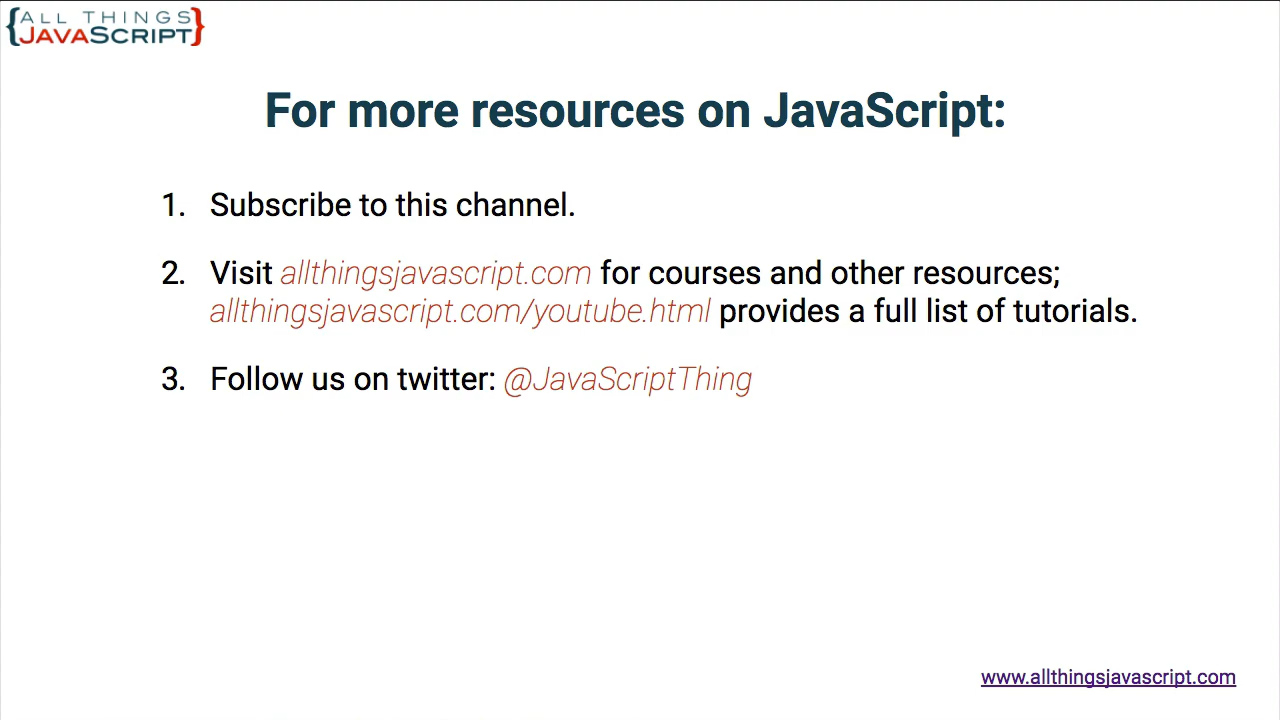 {ALL THINGS
JAVASCRIPT}
For more resources on JavaScript:
1. Subscribe to this channel.
2. Visit allthingsjavascript.com for courses and other resources;
allthingsjavascript.com/youtube.html provides a full list of tutorials.
3. Follow us on twitter: @JavaScriptThing
www.allthingsjavascript.com